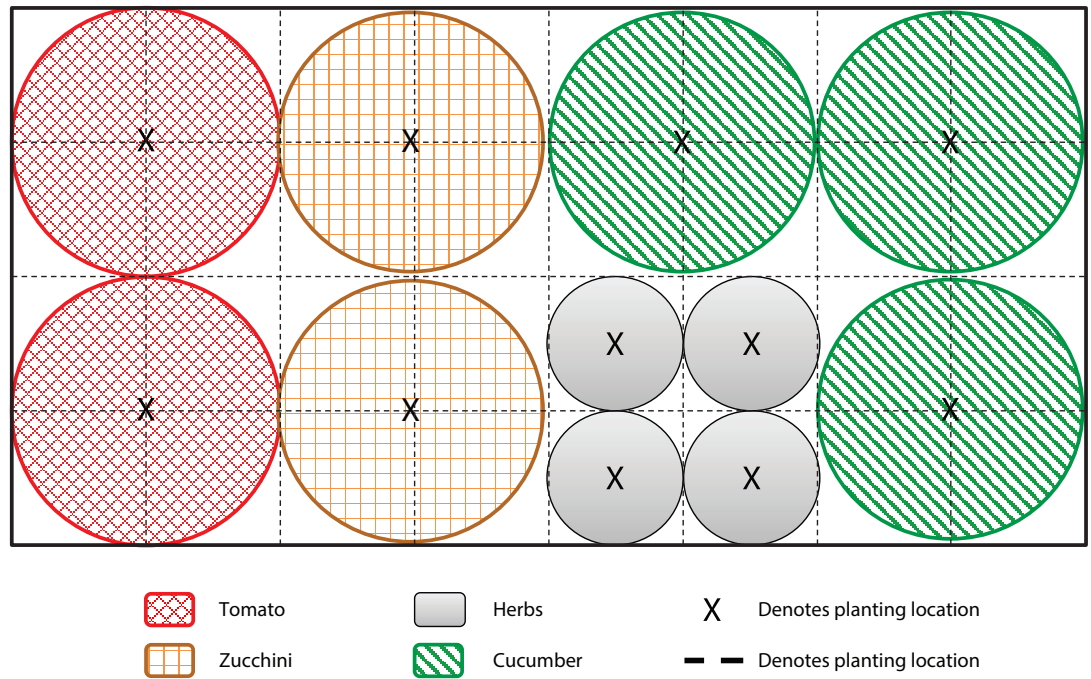 X X X X
X X
X X X
X X
Tomato Herbs X Denotes planting location
Zucchini Cucumber Denotes planting location